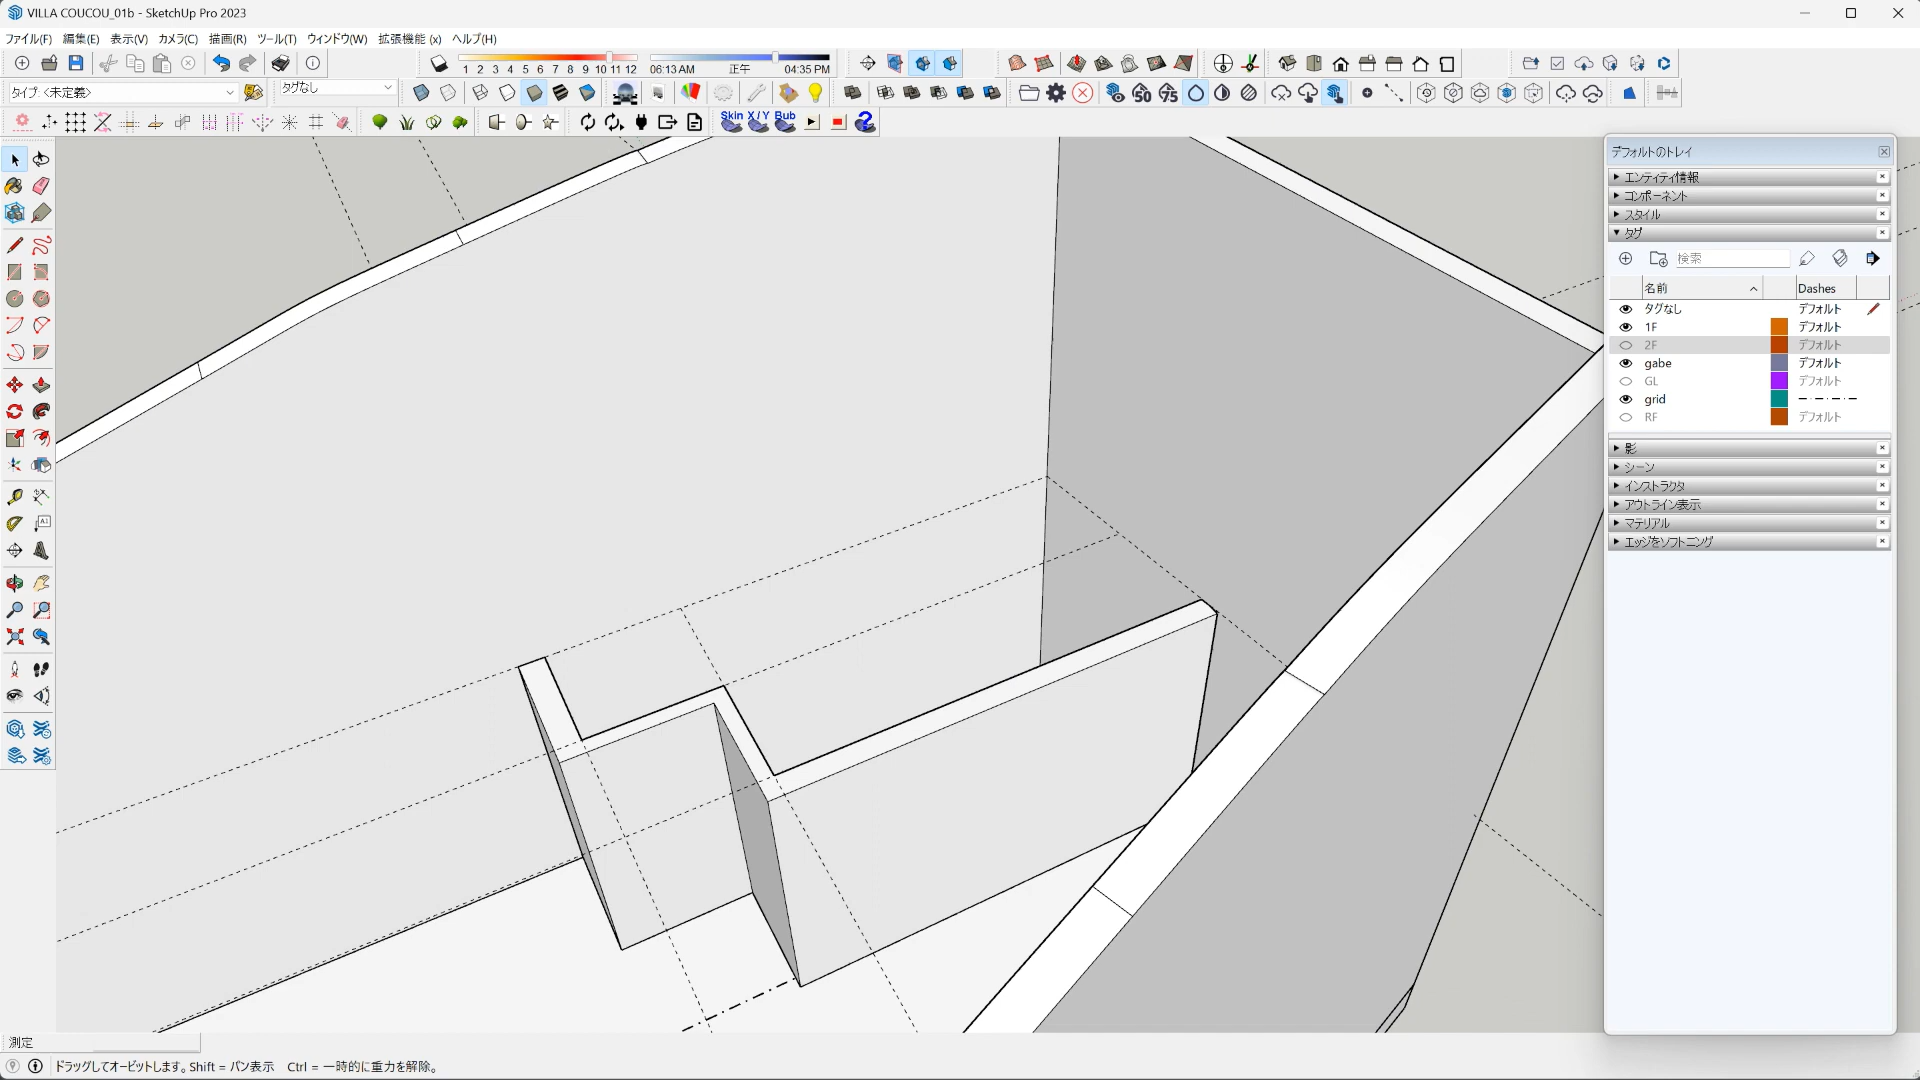 VILLA COUCOU_01b - SketchUp Pro 2023
ファイル(F) 編集(E) 表示(V) カメラ(C) 描画(R) ツール(T) ウィンドウ(W) 拡張機能 (x) ヘルプ(H)
1 2 3 4 5 6 7 8 9 10 11 12 06:13 AM 正午 04:35 PM
タイプ: <未定義> タグなし 50 75
Skin X/Y Bub
デフォルトのトレイ
エンティティ情報
コンポーネント
スタイル
タグ
検索
名前 Dashes
タグなし デフォルト
1F デフォルト
2F デフォルト
gabe デフォルト
GL デフォルト
grid
RF デフォルト
影
シーン
インストラクタ
アウトライン表示
マテリアル
エッジをソフトニング
測定
ドラッグしてオービットします。Shift = パン表示 Ctrl = 一時的に重力を解除。